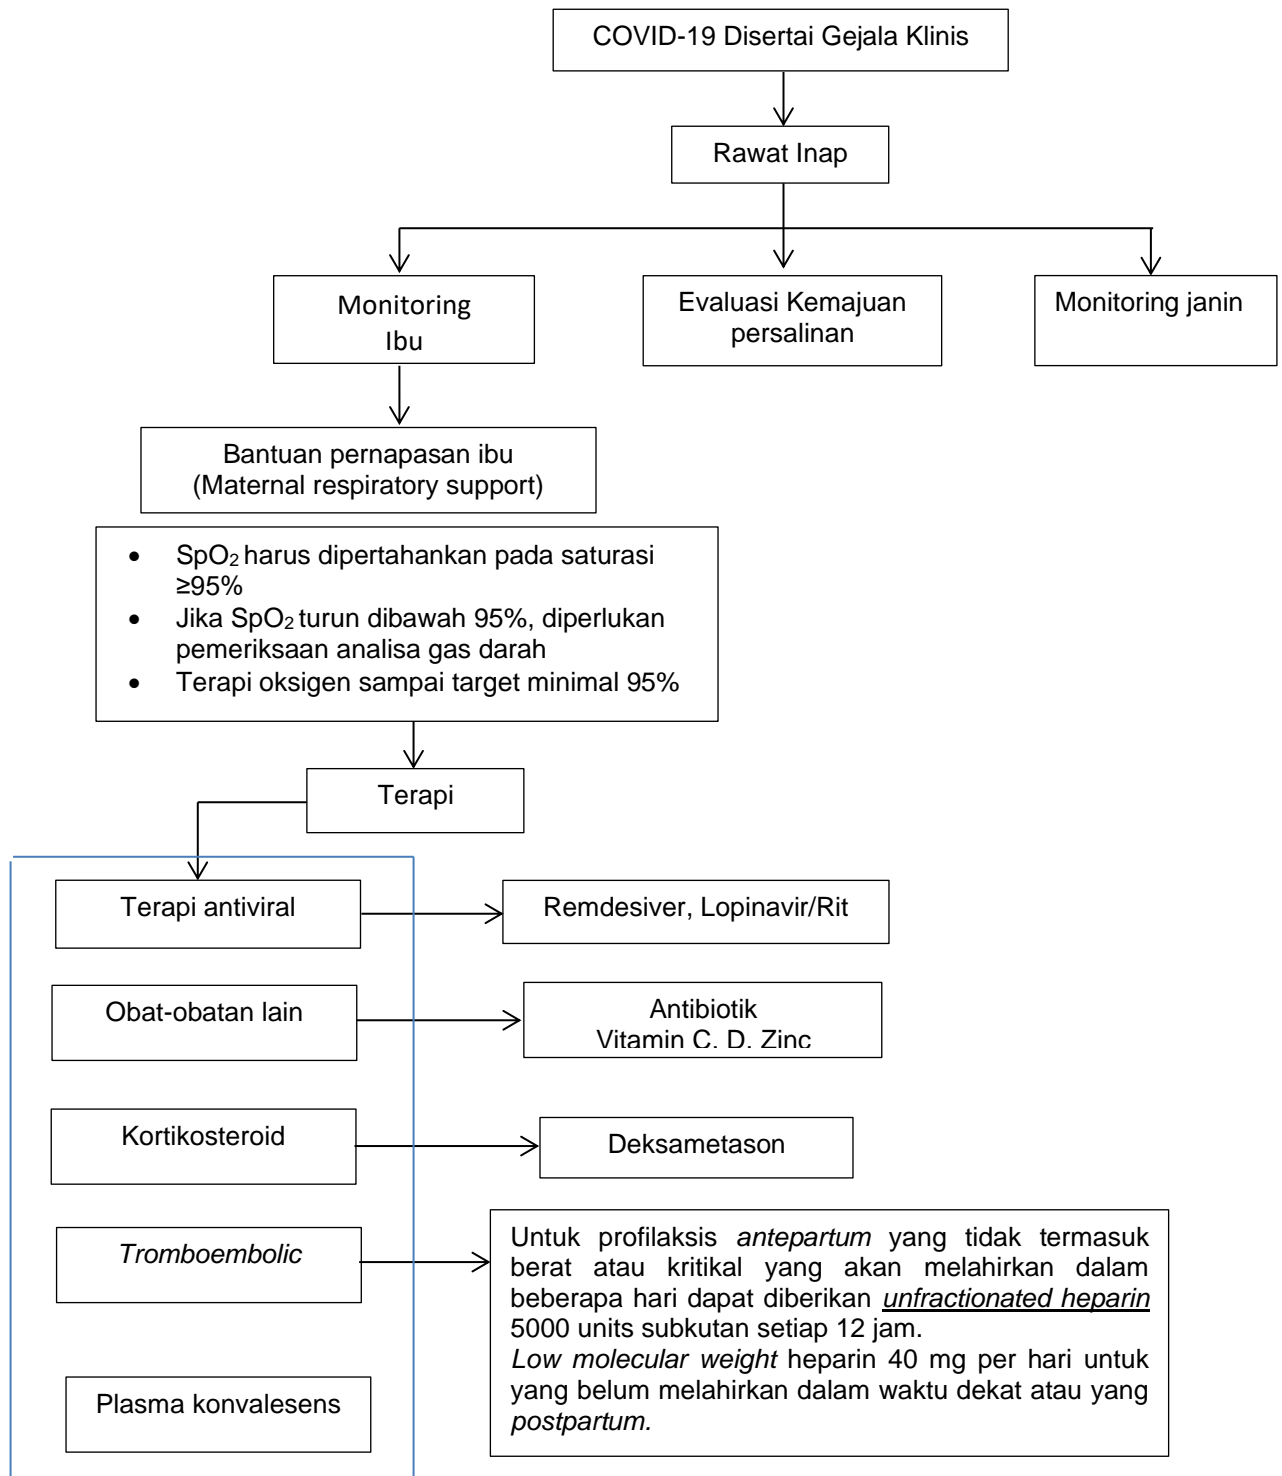 COVID-19 Disertai Gejala Klinis
Rawat Inap
Monitoring
Ibu
Evaluasi Kemajuan
persalinan
Monitoring janin
Bantuan pernapasan ibu
(Maternal respiratory support)
• SpO₂ harus dipertahankan pada saturasi
≥95%
• Jika SpO₂ turun dibawah 95%, diperlukan
pemeriksaan analisa gas darah
• Terapi oksigen sampai target minimal 95%
Terapi
Terapi antiviral
Remdesiver, Lopinavir/Rit
Obat-obatan lain
Antibiotik
Vitamin C. D. Zinc
Kortikosteroid
Deksametason
Tromboembolic
Untuk profilaksis antepartum yang tidak termasuk
berat atau kritikal yang akan melahirkan dalam
beberapa hari dapat diberikan unfractionated heparin
5000 units subkutan setiap 12 jam.
Low molecular weight heparin 40 mg per hari untuk
yang belum melahirkan dalam waktu dekat atau yang
postpartum.
Plasma konvalesens